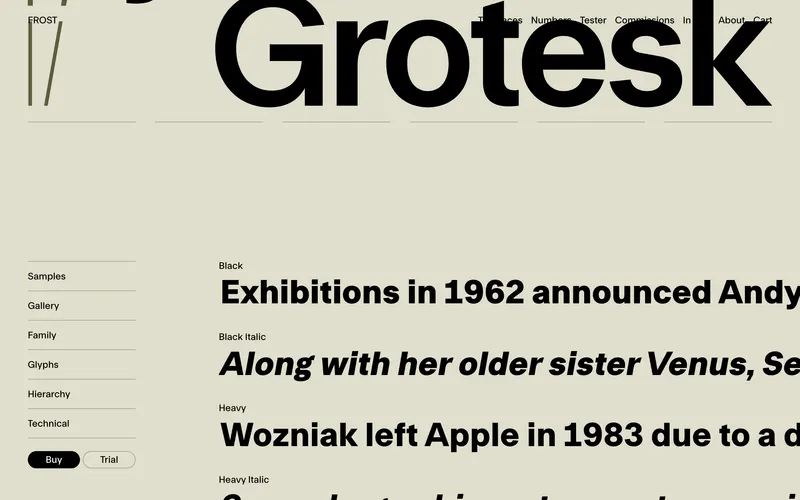 FROST
Numbers Tester Commissions About Cart
Grotesk
Samples
Gallery
Family
Glyphs
Hierarchy
Technical
Buy
Trial
Black
Exhibitions in 1962 announced Andy
Black Italic
Along with her older sister Venus, Se
Heavy
Wozniak left Apple in 1983 due to a d
Heavy Italic